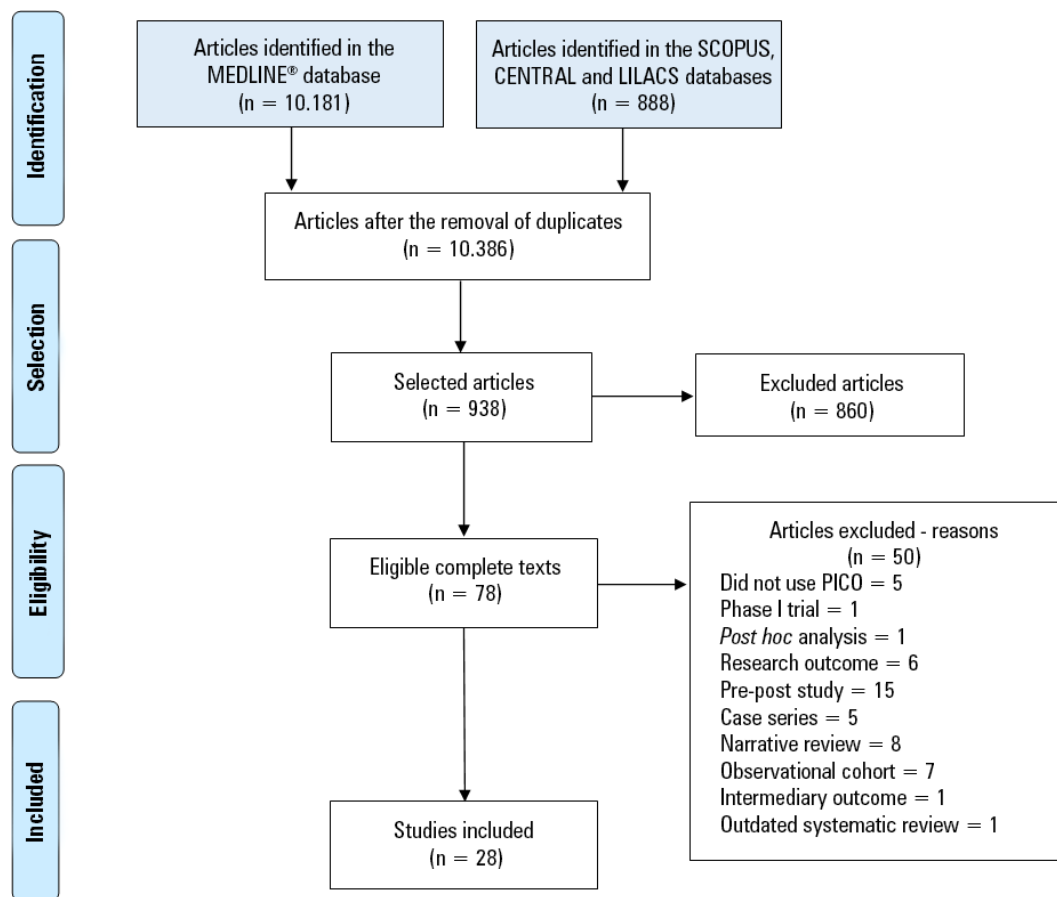 Identification
Articles identified in the
MEDLINE® database
(n = 10.181)
Articles identified in the SCOPUS,
CENTRAL and LILACS databases
(n = 888)
Articles after the removal of duplicates
(n = 10.386)
Selection
Selected articles
(n = 938)
Excluded articles
(n = 860)
Eligibility
Eligible complete texts
(n = 78)
Articles excluded - reasons
(n = 50)
Did not use PICO = 5
Phase I trial = 1
Post hoc analysis = 1
Research outcome = 6
Pre-post study = 15
Case series = 5
Narrative review = 8
Observational cohort = 7
Intermediary outcome = 1
Outdated systematic review = 1
Included
Studies included
(n = 28)